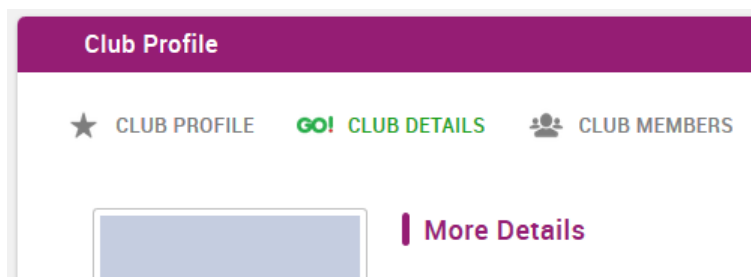 Club Profile
CLUB PROFILE GO! CLUB DETAILS CLUB MEMBERS
More Details